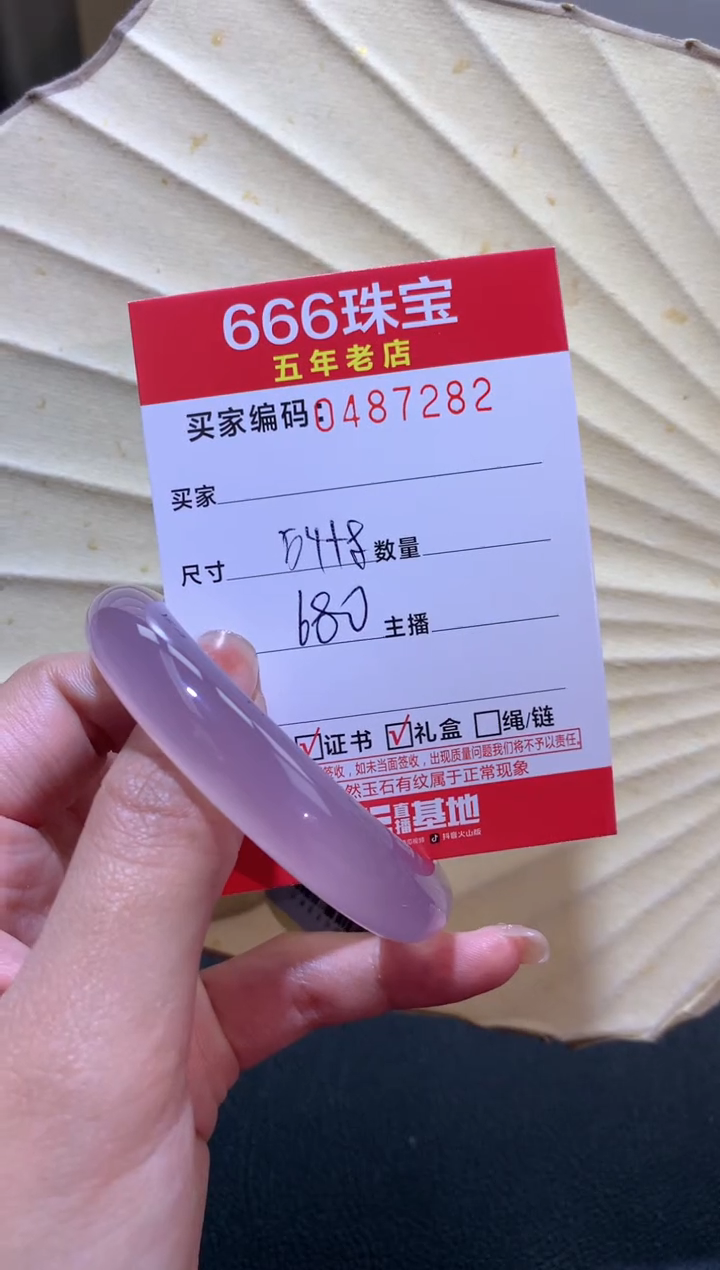 666珠宝
五年老店
买家编码:0487282
买家
尺寸 54+8 数量
680 主播
证书 礼盒 绳/链
签收，如未当面签收，出现质量问题我们将不予以责任。
然玉石有纹属于正常现象
直播基地
抖音火山版